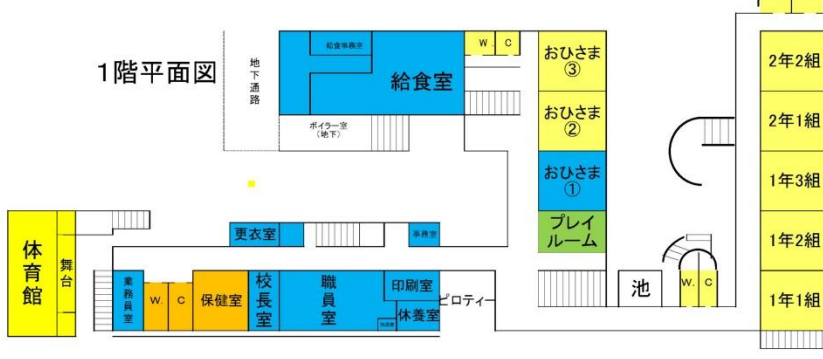 1階平面図
地下通路
給食事務室
給食室
ボイラー室
(地下)
W.
C
おひさま
③
おひさま
②
おひさま
①
プレイ
ルーム
2年2組
2年1組
1年3組
1年2組
1年1組
体育館
舞台
更衣室
事務室
業務員室
W.
C
保健室
校長室
職員室
印刷室
休養室
ピロティー
池
W.
C